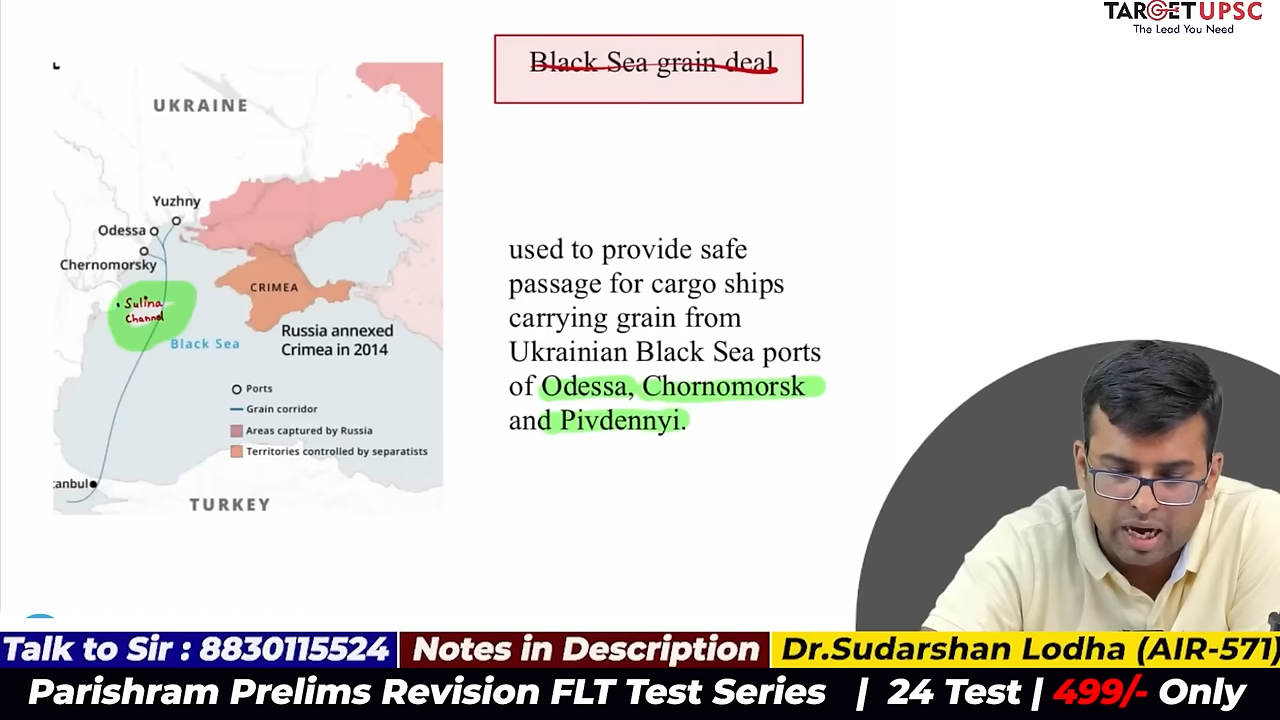 TARGETUPSC
The Lead You Need
Black Sea grain deal
UKRAINE
Yuzhny
Odessa
Chernomorsky
CRIMEA
Sulina
Channel
Russia annexed
Crimea in 2014
Black Sea
Ports
Grain corridor
Areas captured by Russia
Territories controlled by separatists
anbul
TURKEY
used to provide safe
passage for cargo ships
carrying grain from
Ukrainian Black Sea ports
of Odessa, Chornomorsk
and Pivdennyi.
Talk to Sir : 8830115524
Notes in Description
Dr.Sudarshan Lodha (AIR-571)
Parishram Prelims Revision FLT Test Series | 24 Test | 499/- Only